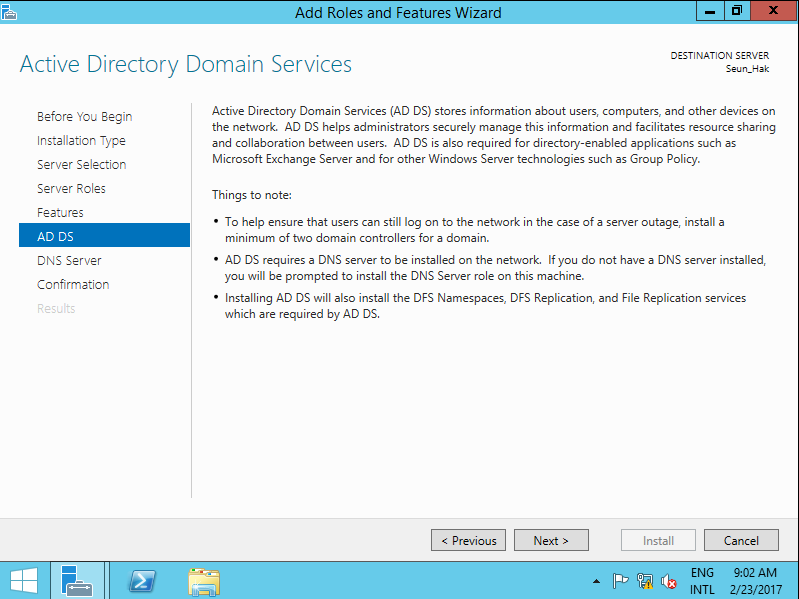 Add Roles and Features Wizard
Active Directory Domain Services
DESTINATION SERVER
Seun_Hak
Before You Begin
Installation Type
Server Selection
Server Roles
Features
AD DS
DNS Server
Confirmation
Results
Active Directory Domain Services (AD DS) stores information about users, computers, and other devices on
the network. AD DS helps administrators securely manage this information and facilitates resource sharing
and collaboration between users. AD DS is also required for directory-enabled applications such as
Microsoft Exchange Server and for other Windows Server technologies such as Group Policy.
Things to note:
• To help ensure that users can still log on to the network in the case of a server outage, install a
minimum of two domain controllers for a domain.
• AD DS requires a DNS server to be installed on the network. If you do not have a DNS server installed,
you will be prompted to install the DNS Server role on this machine.
• Installing AD DS will also install the DFS Namespaces, DFS Replication, and File Replication services
which are required by AD DS.
< Previous
Next >
Install
Cancel
ENG
INTL
9:02 AM
2/23/2017